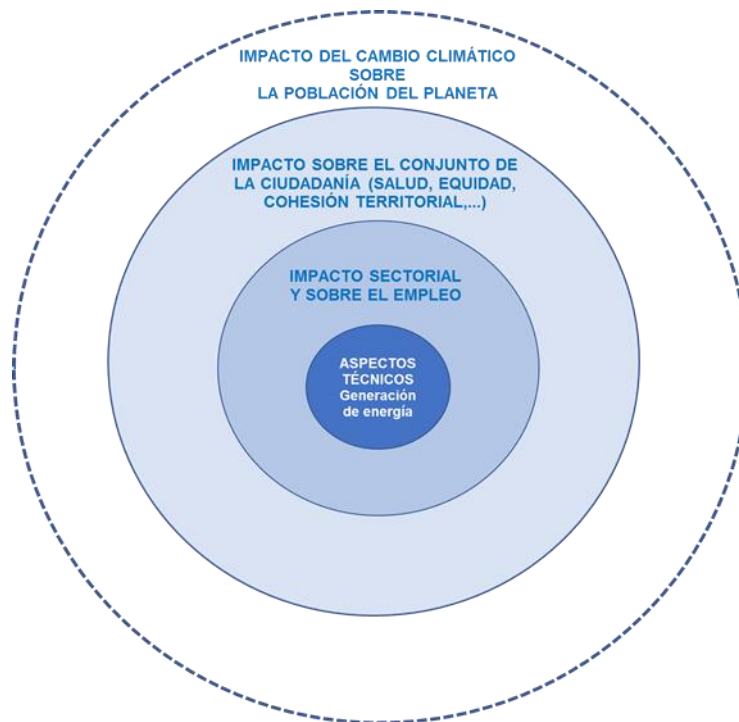 IMPACTO DEL CAMBIO CLIMÁTICO
SOBRE
LA POBLACIÓN DEL PLANETA
IMPACTO SOBRE EL CONJUNTO DE
LA CIUDADANÍA (SALUD, EQUIDAD,
COHESIÓN TERRITORIAL,...)
IMPACTO SECTORIAL
Y SOBRE EL EMPLEO
ASPECTOS
TÉCNICOS
Generación
de energía